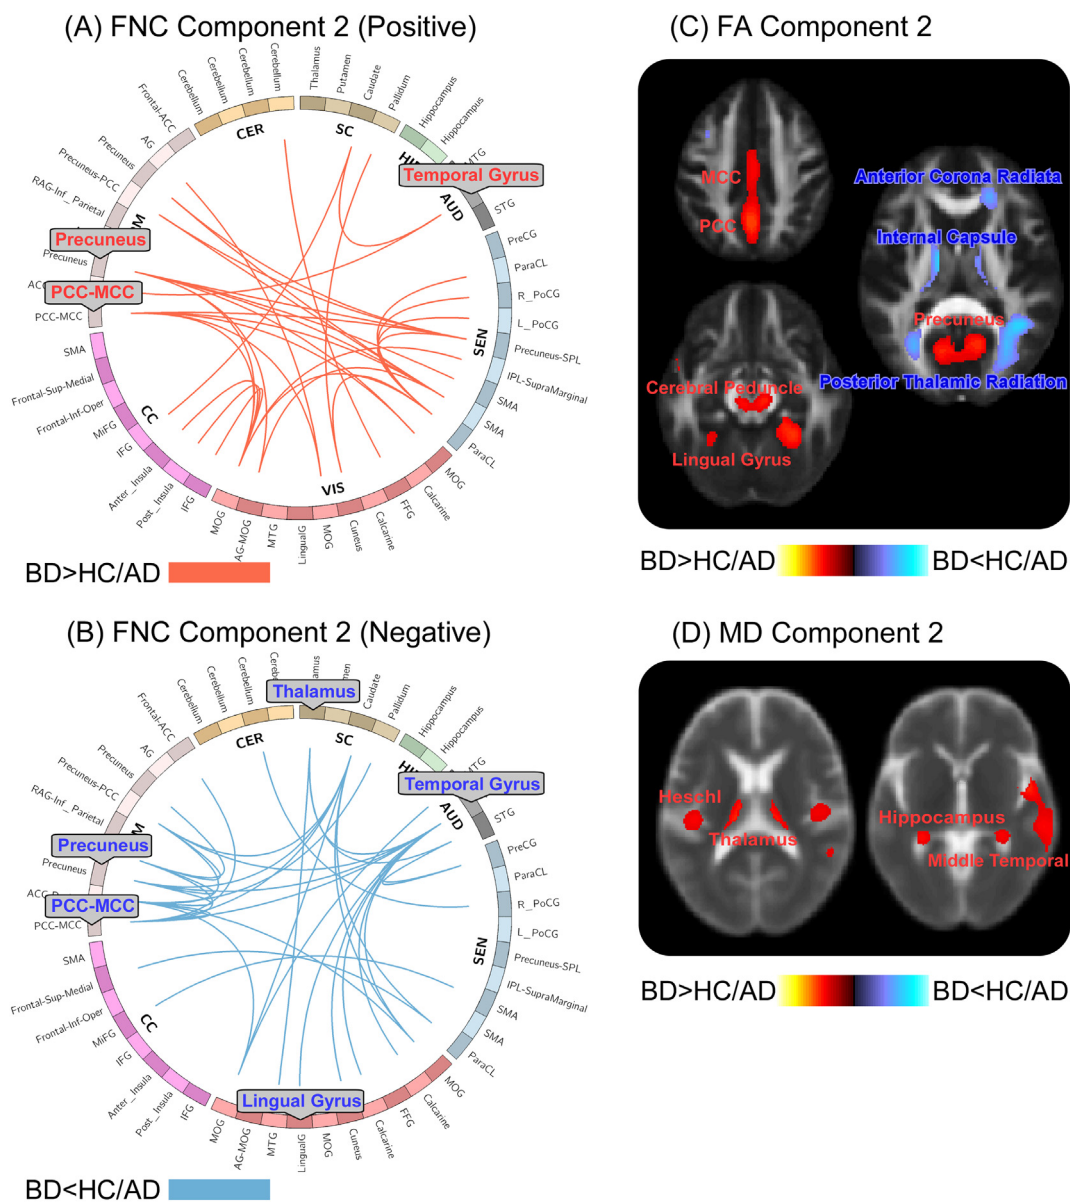 (A) FNC Component 2 (Positive)
Cerebellum
Cerebellum
Cerebellum
Cerebellum
Thalamus
Putamen
Caudate
Pallidum
Hippocampus
Hippocampus
MTG
Temporal Gyrus
STG
PreCG
ParaCL
R_PoCG
L_PoCG
Precuneus-SPL
IPL-SupraMarginal
SMA
SMA
ParaCL
MOG
Calcarine
FFG
Calcarine
Cuneus
MOG
LingualG
MTG
AG-MOG
MOG
IFG
Post_Insula
Anter_Insula
IFG
MiFG
Frontal-Inf-Oper
Frontal-Sup-Medial
SMA
PCC-MCC
PCC-MCC
Precuneus
Precuneus
RAG-Inf_Parietal
Precuneus-PCC
Precuneus
AG
Frontal-ACC
CER
SC
AUD
SEN
VIS
CC
BD>HC/AD
(B) FNC Component 2 (Negative)
Cerebellum
Cerebellum
Cerebellum
Thalamus
Caudate
Pallidum
Hippocampus
Hippocampus
MTG
Temporal Gyrus
STG
PreCG
ParaCL
R_PoCG
L_PoCG
Precuneus-SPL
IPL-SupraMarginal
SMA
SMA
ParaCL
MOG
Calcarine
FFG
Calcarine
Cuneus
MOG
LingualG
Lingual Gyrus
MTG
AG-MOG
MOG
IFG
Post_Insula
Anter_Insula
IFG
MiFG
Frontal-Inf-Oper
Frontal-Sup-Medial
SMA
PCC-MCC
PCC-MCC
Precuneus
Precuneus
RAG-Inf_Parietal
Precuneus-PCC
Precuneus
AG
Frontal-ACC
CER
SC
AUD
SEN
CC
BD<HC/AD
(C) FA Component 2
MCC
PCC
Anterior Corona Radiata
Internal Capsule
Precuneus
Posterior Thalamic Radiation
Cerebral Peduncle
Lingual Gyrus
BD>HC/AD
BD<HC/AD
(D) MD Component 2
Heschl
Thalamus
Hippocampus
Middle Temporal
BD>HC/AD
BD<HC/AD